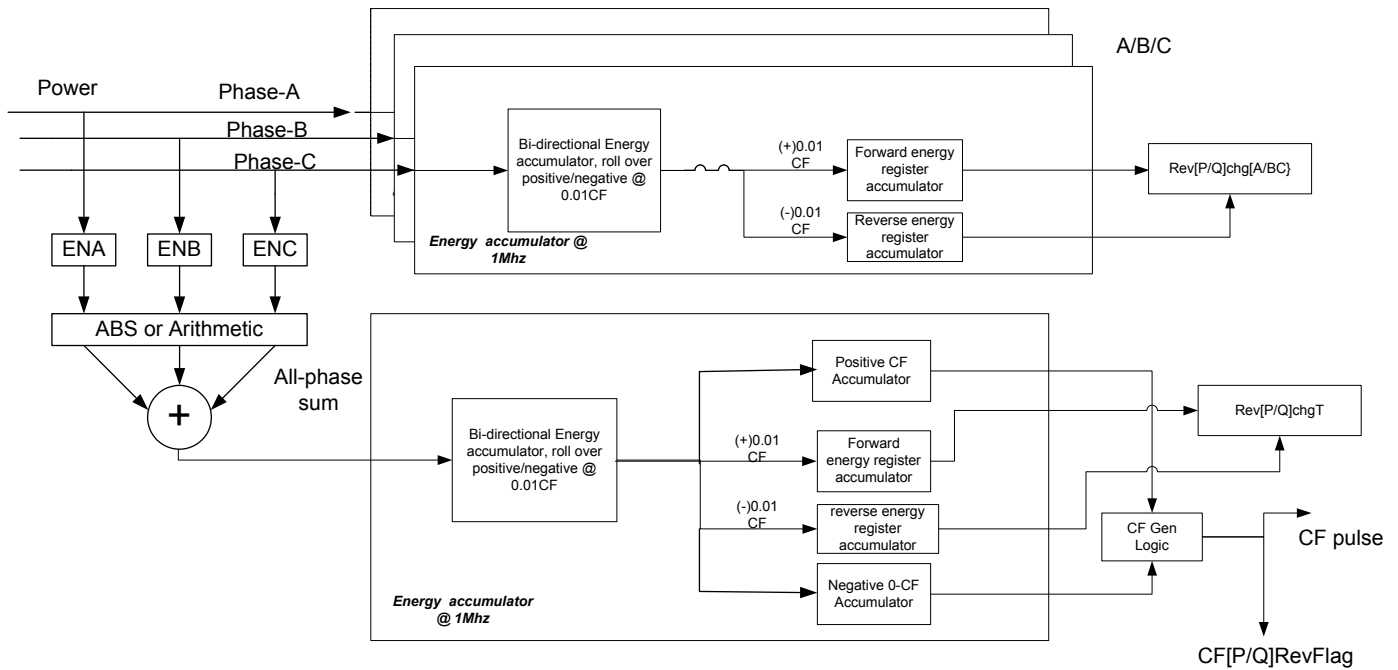 A/B/C
Power
Phase-A
Phase-B
Phase-C
Bi-directional Energy
accumulator, roll over
positive/negative @
0.01CF
(+)0.01
CF
Forward energy
register
accumulator
Rev[P/Q]chg[A/BC}
(-)0.01
CF
Reverse energy
register
accumulator
Energy accumulator @
1Mhz
ENA
ENB
ENC
ABS or Arithmetic
All-phase
sum
+
Bi-directional Energy
accumulator, roll over
positive/negative @
0.01CF
Positive CF
Accumulator
(+)0.01
CF
Forward
energy register
accumulator
Rev[P/Q]chgT
(-)0.01
CF
reverse energy
register
accumulator
CF Gen
Logic
CF pulse
Negative 0-CF
Accumulator
Energy accumulator
@ 1Mhz
CF[P/Q]RevFlag